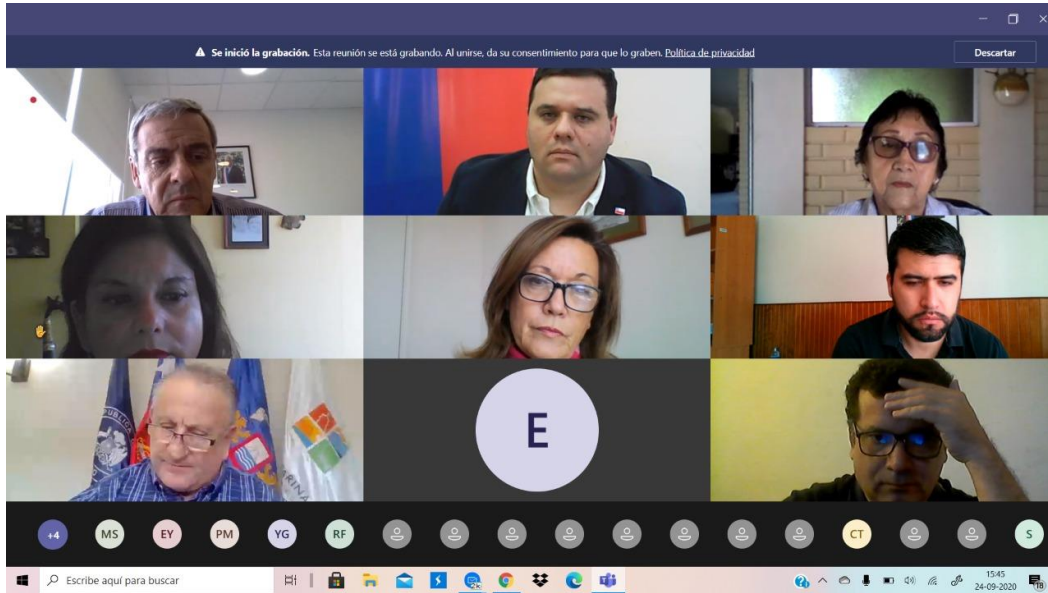 Se inició la grabación. Esta reunión se está grabando. Al unirse, da su consentimiento para que lo graben. Política de privacidad
Descartar
E
+4
MS
EY
PM
YG
RF
CT
S
Escribe aquí para buscar
15:45
24-09-2020
18